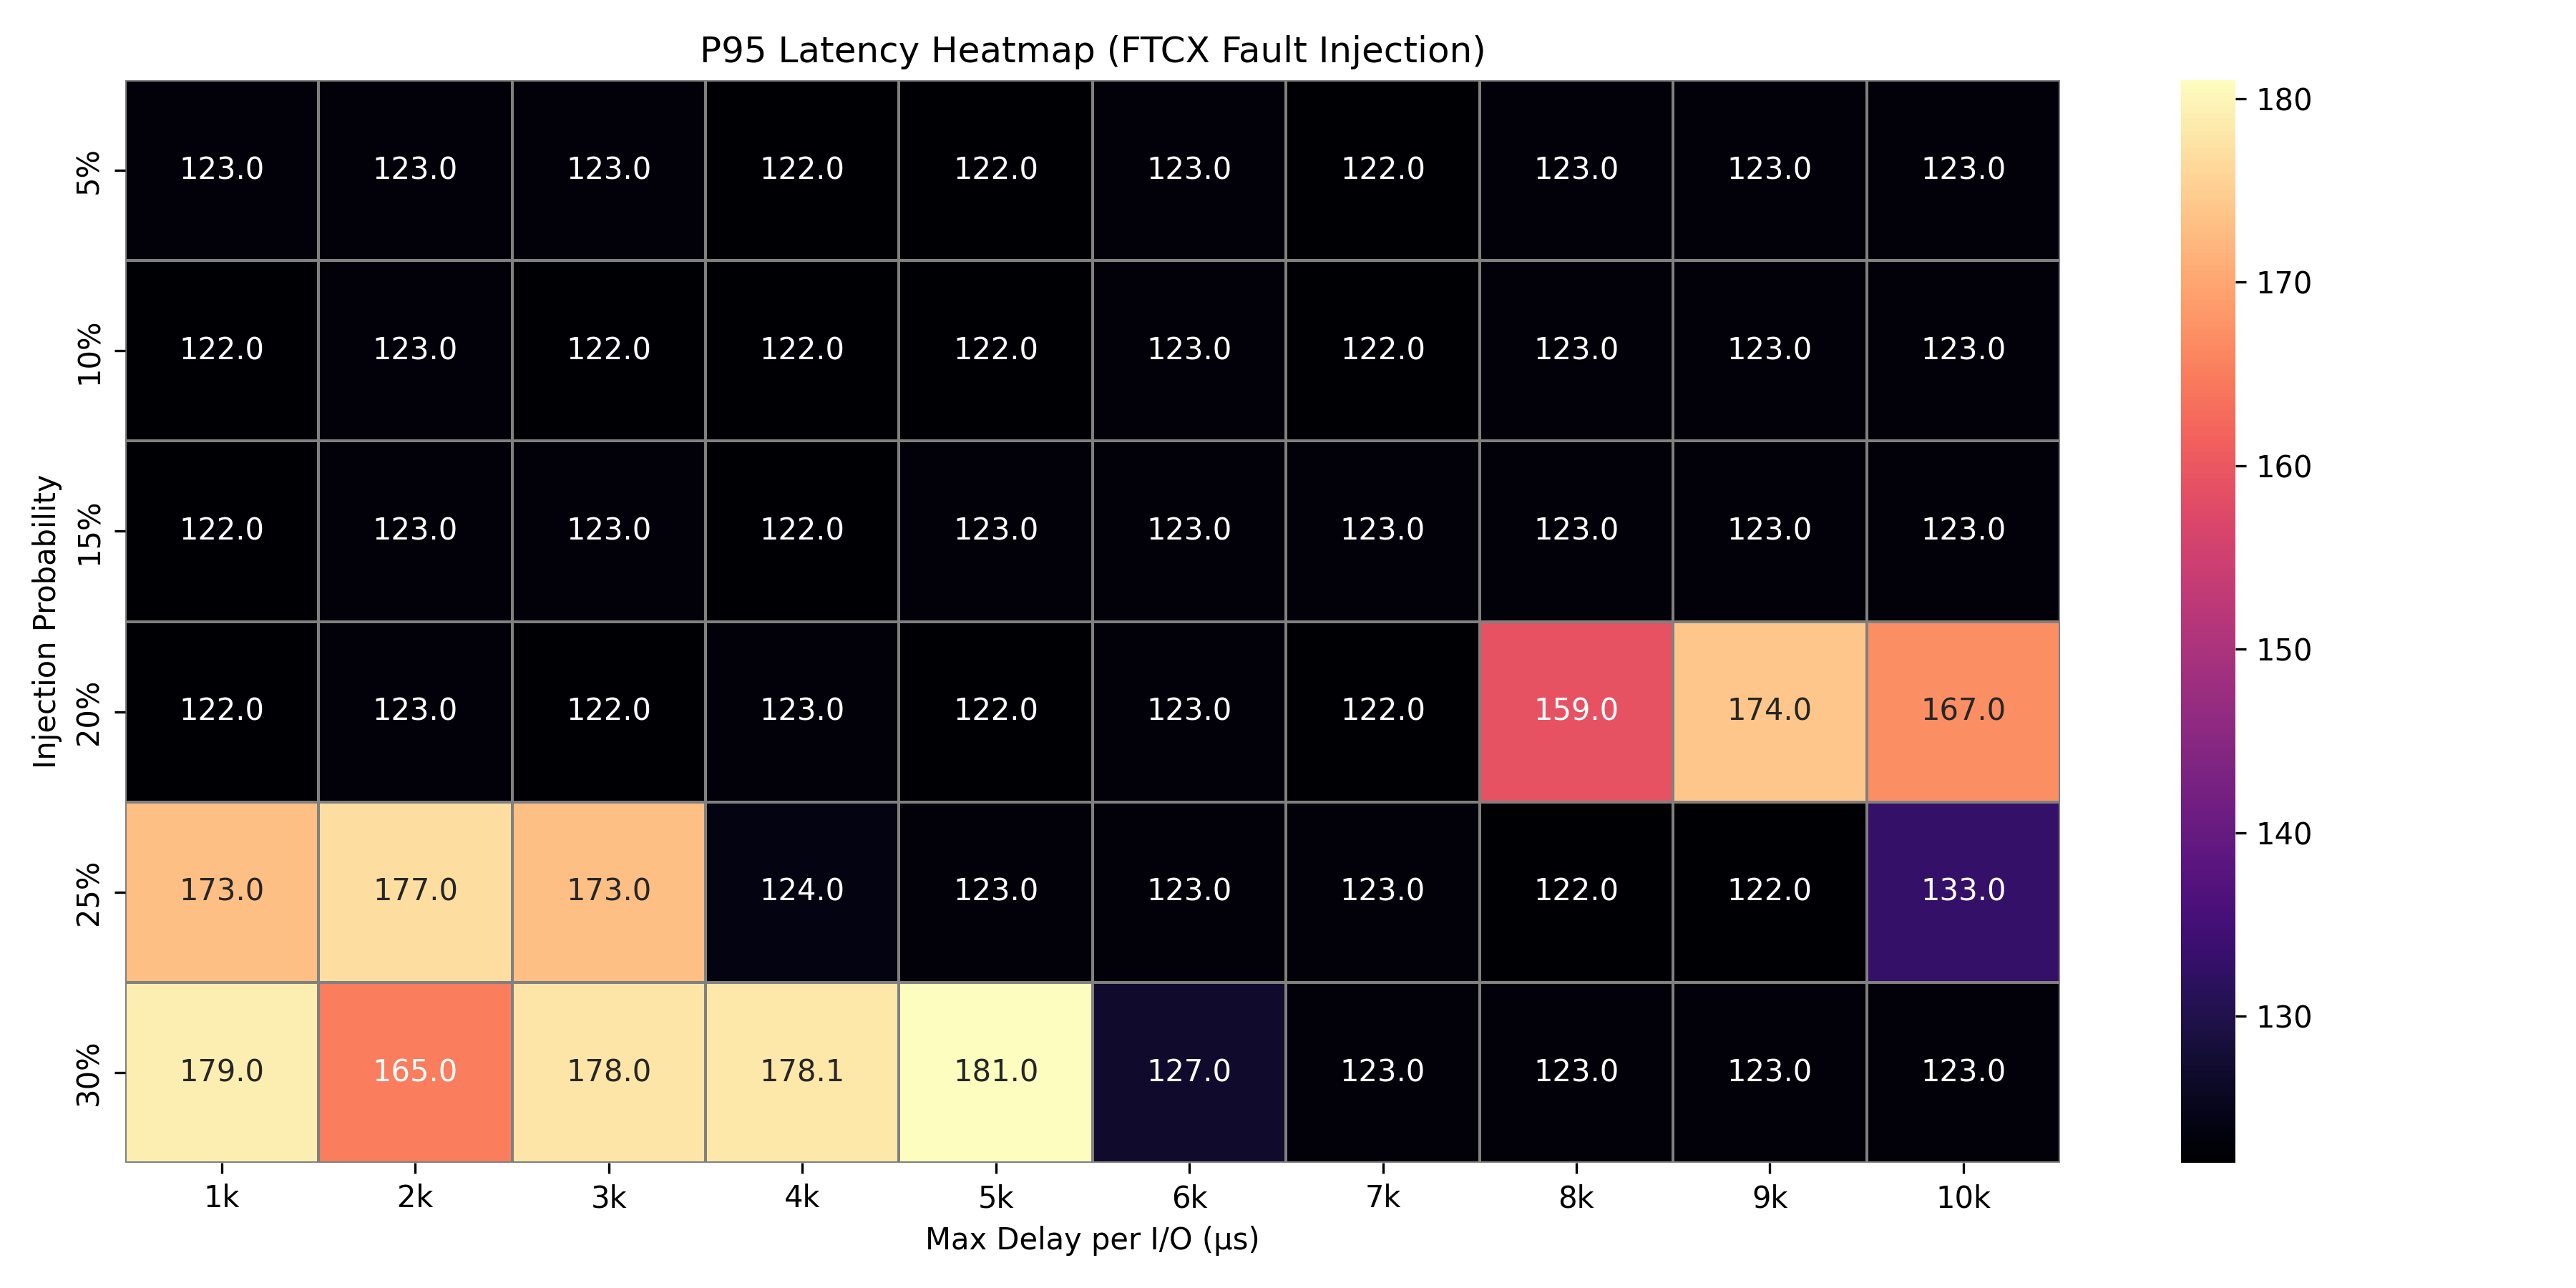 P95 Latency Heatmap (FTCX Fault Injection)
Injection Probability
5% 123.0 123.0 123.0 122.0 122.0 123.0 122.0 123.0 123.0 123.0
10% 122.0 123.0 122.0 122.0 122.0 123.0 122.0 123.0 123.0 123.0
15% 122.0 123.0 123.0 122.0 123.0 123.0 123.0 123.0 123.0 123.0
20% 122.0 123.0 122.0 123.0 122.0 123.0 122.0 159.0 174.0 167.0
25% 173.0 177.0 173.0 124.0 123.0 123.0 123.0 122.0 122.0 133.0
30% 179.0 165.0 178.0 178.1 181.0 127.0 123.0 123.0 123.0 123.0
1k 2k 3k 4k 5k 6k 7k 8k 9k 10k
Max Delay per I/O (μs)
180
170
160
150
140
130